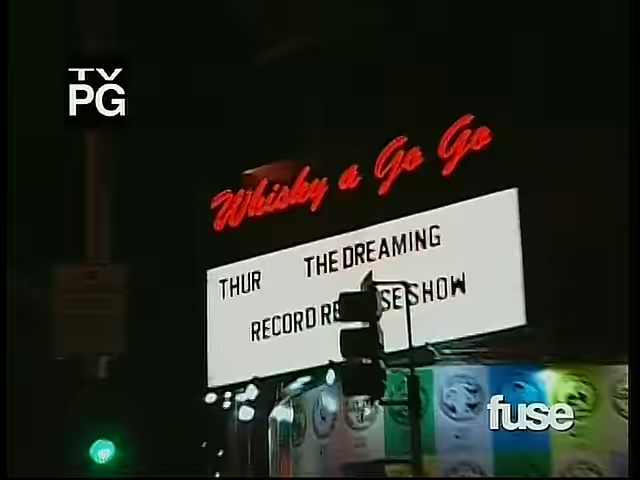 TV
PG
Whisky a Go Go
THUR THE DREAMING
RECORD RE SE SHOW
fuse